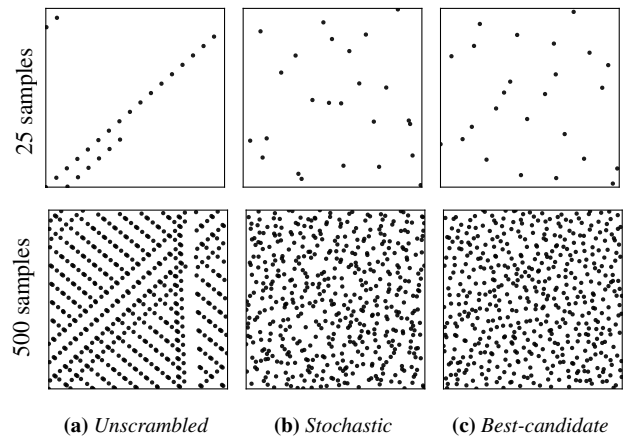 25 samples
500 samples
(a) Unscrambled
(b) Stochastic
(c) Best-candidate